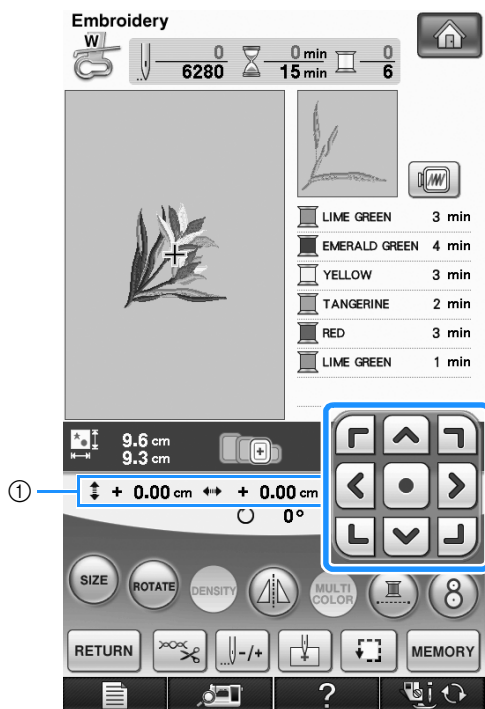 Embroidery
W
0 0 min 0
6280 15 min 6
LIME GREEN 3 min
EMERALD GREEN 4 min
YELLOW 3 min
TANGERINE 2 min
RED 3 min
LIME GREEN 1 min
9.6 cm
9.3 cm
① + 0.00 cm + 0.00 cm
0°
SIZE ROTATE DENSITY MULTI
COLOR
RETURN -/+ MEMORY
?